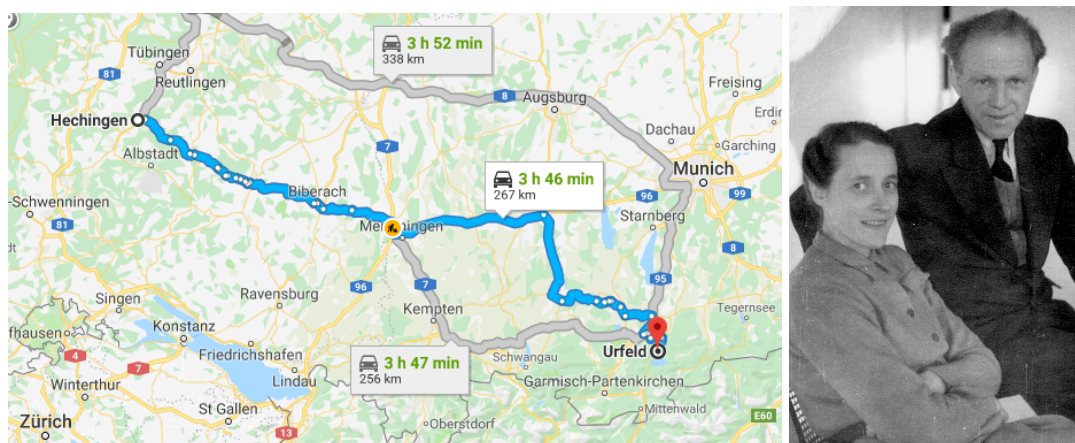 3 h 52 min
338 km
Tübingen
Reutlingen
81
8
Augsburg
Freising
Erdi
Dachau
Garching
Hechingen
Albstadt
7
Munich
99
3 h 46 min
267 km
96
Biberach
-Schwenningen
Starnberg
81
Memmingen
8
95
96
7
Ravensburg
Tegernsee
Singen
Kempten
Konstanz
Friedrichshafen
Urfeld
3 h 47 min
256 km
4
7
Schwangau
Lindau
Garmisch-Partenkirchen
Winterthur
St Gallen
Mittenwald
Oberstdorf
E60
Zürich
13